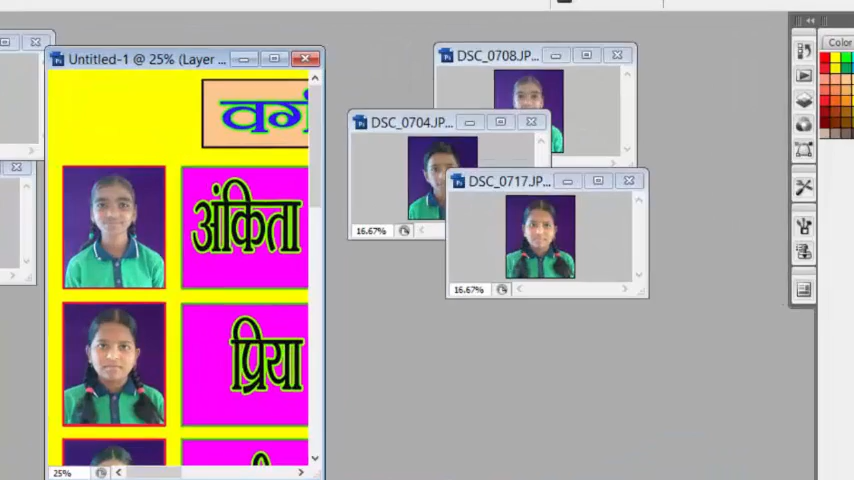 Untitled-1 @ 25% (Layer ...
DSC_0708.JP...
DSC_0704.JP...
DSC_0717.JP...
Color
अंकिता
प्रिया
16.67%
16.67%
25%